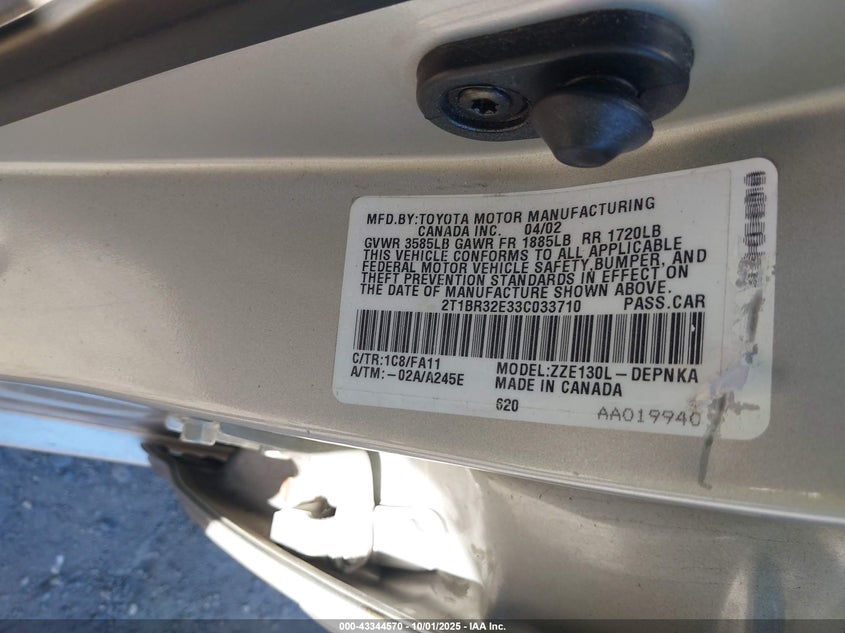 MFD.BY:TOYOTA MOTOR MANUFACTURING
CANADA INC. 04/02
GVWR 3585LB GAWR FR 1885LB RR 1720LB
THIS VEHICLE CONFORMS TO ALL APPLICABLE
FEDERAL MOTOR VEHICLE SAFETY,BUMPER, AND
THEFT PREVENTION STANDARDS IN EFFECT ON
THE DATE OF MANUFACTURE SHOWN ABOVE.
2T1BR32E33C033710 PASS.CAR
C/TR:1C8/FA11 MODEL:ZZE130L-DEPNKA
A/TM:-02A/A245E MADE IN CANADA
620 AA019940
000-43344570 - 10/01/2025 - IAA Inc.